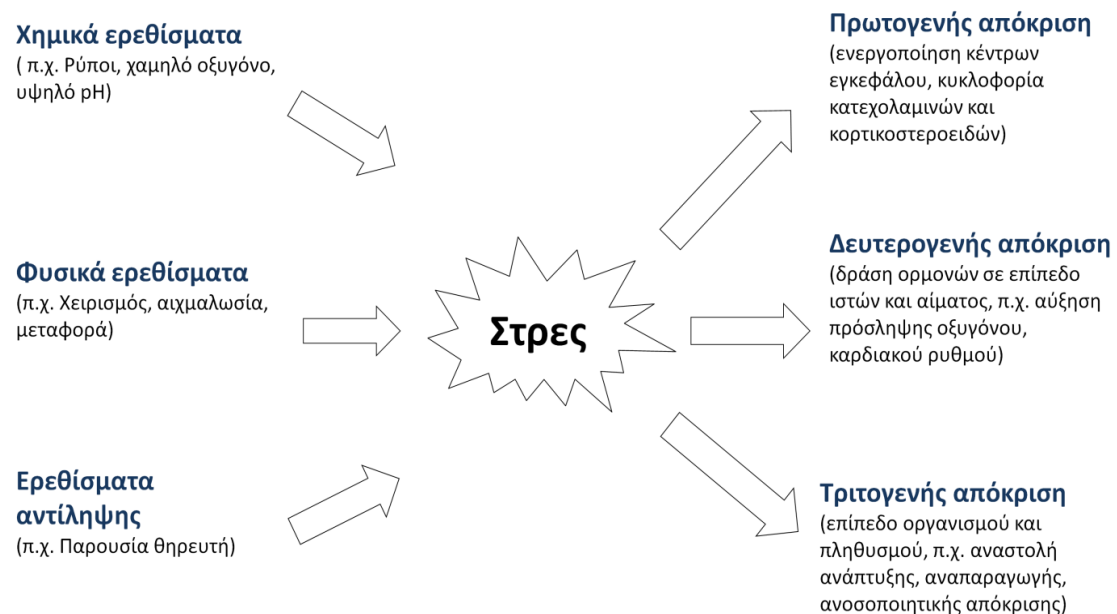 Χημικά ερεθίσματα
( π.χ. Ρύποι, χαμηλό οξυγόνο,
υψηλό pH)
Φυσικά ερεθίσματα
(π.χ. Χειρισμός, αιχμαλωσία,
μεταφορά)
Ερεθίσματα
αντίληψης
(π.χ. Παρουσία θηρευτή)
Στρες
Πρωτογενής απόκριση
(ενεργοποίηση κέντρων
εγκεφάλου, κυκλοφορία
κατεχολαμινών και
κορτικοστεροειδών)
Δευτερογενής απόκριση
(δράση ορμονών σε επίπεδο
ιστών και αίματος, π.χ. αύξηση
πρόσληψης οξυγόνου,
καρδιακού ρυθμού)
Τριτογενής απόκριση
(επίπεδο οργανισμού και
πληθυσμού, π.χ. αναστολή
ανάπτυξης, αναπαραγωγής,
ανοσοποιητικής απόκρισης)